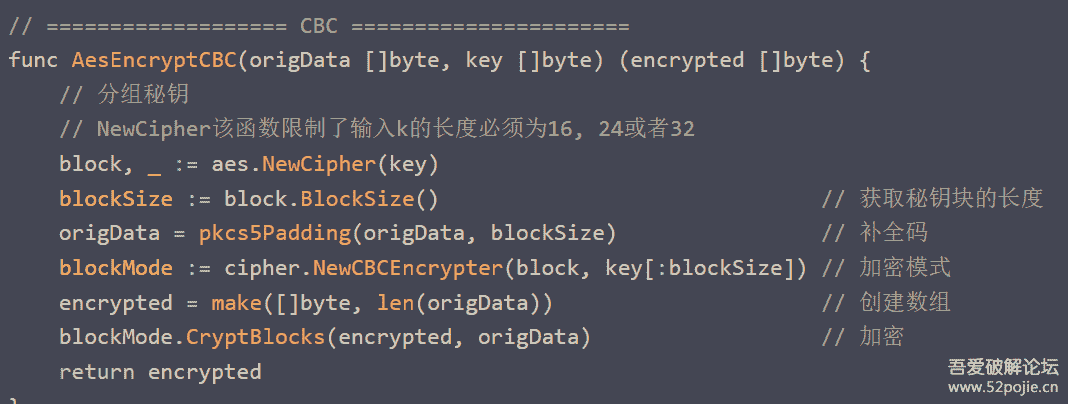 // =================== CBC ======================
func AesEncryptCBC(origData []byte, key []byte) (encrypted []byte) {
// 分组秘钥
// NewCipher该函数限制了输入k的长度必须为16, 24或者32
block, _ := aes.NewCipher(key)
blockSize := block.BlockSize() // 获取秘钥块的长度
origData = pkcs5Padding(origData, blockSize) // 补全码
blockMode := cipher.NewCBCEncrypter(block, key[:blockSize]) // 加密模式
encrypted = make([]byte, len(origData)) // 创建数组
blockMode.CryptBlocks(encrypted, origData) // 加密
return encrypted
}
吾爱破解论坛
www.52pojie.cn